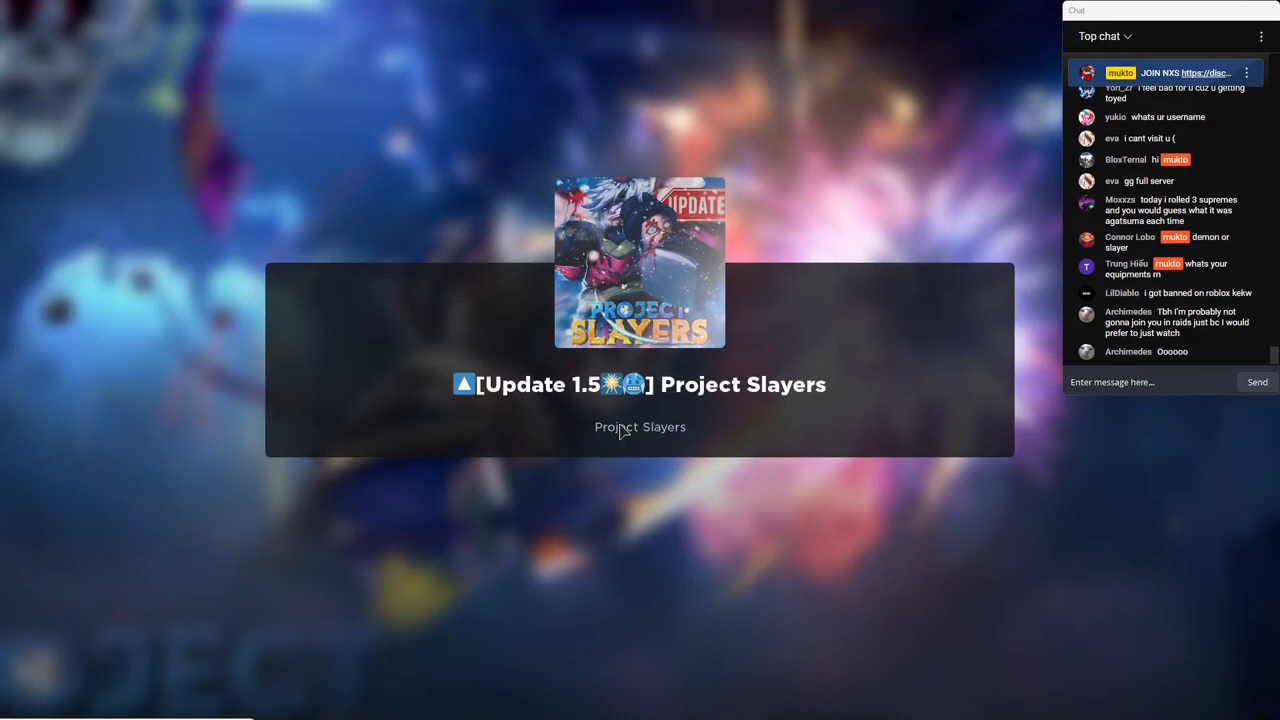 UPDATE
PROJECT
SLAYERS
[Update 1.5💥🥶] Project Slayers
Project Slayers
OJECT
Chat
Top chat
mukto JOIN NXS https://disc...
Yori_Zr i feel bad for u cuz u getting
toyed
yukio whats ur username
eva i cant visit u (
BloxTernal hi mukto
eva gg full server
Moxxzs today i rolled 3 supremes
and you would guess what it was
agatsuma each time
Connor Lobo mukto demon or
slayer
T
Trung Hiếu mukto whats your
equipments rn
LilDiablo i got banned on roblox kekw
Archimedes Tbh I'm probably not
gonna join you in raids just bc I would
prefer to just watch
Archimedes Oooooo
Enter message here...
Send